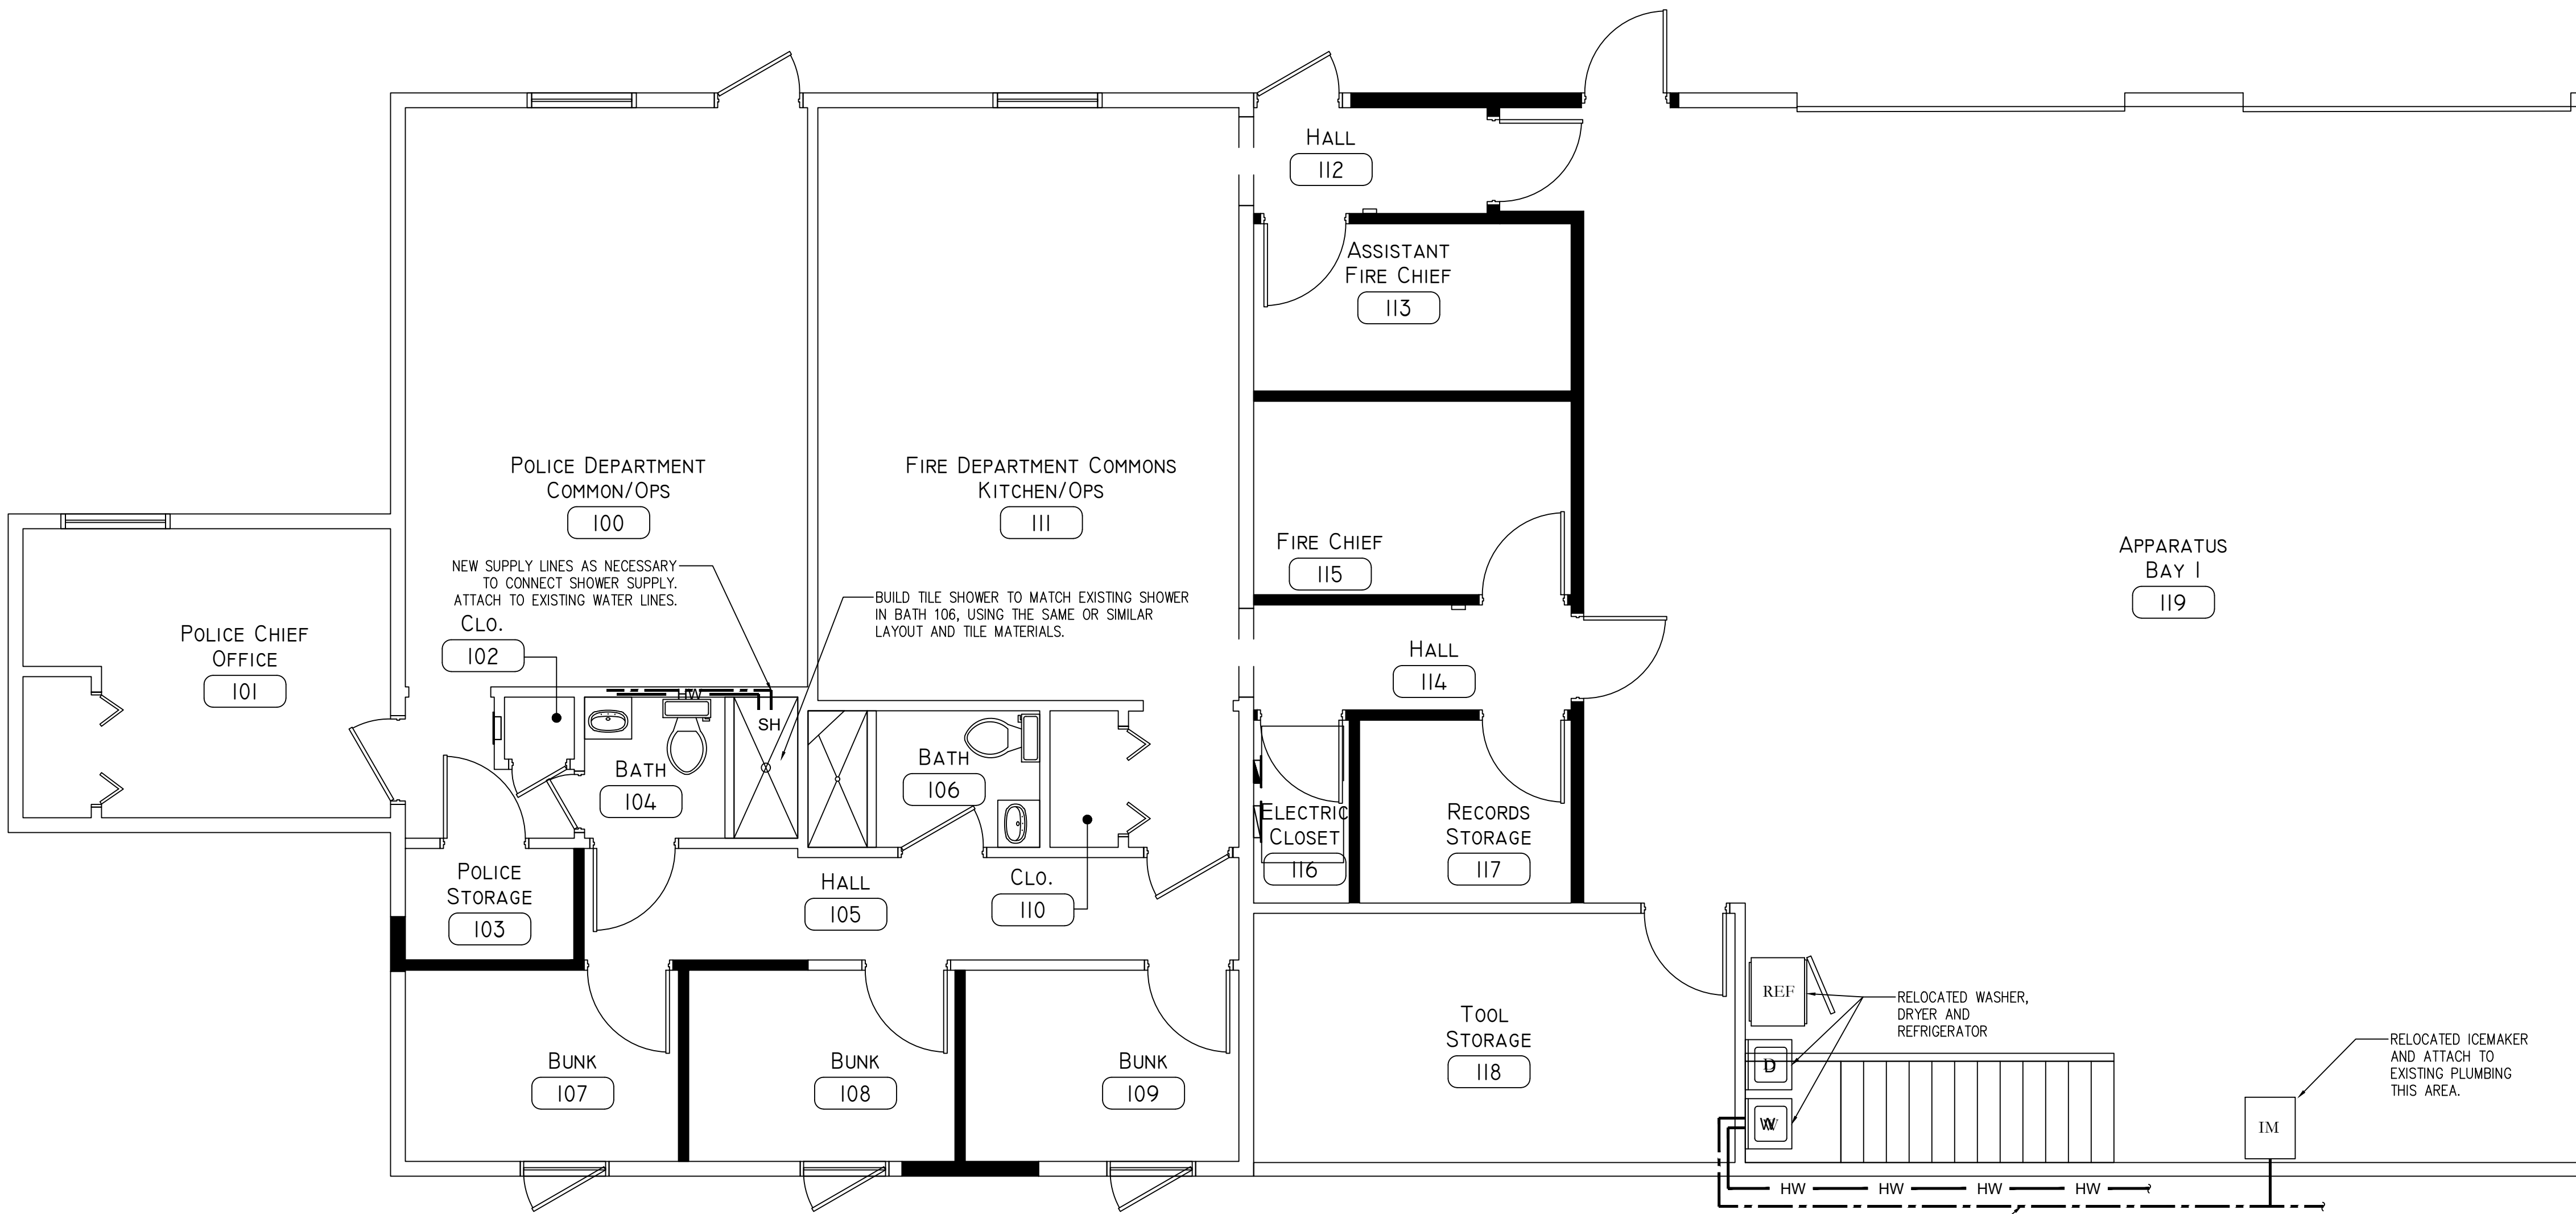 HALL
112
ASSISTANT
FIRE CHIEF
113
POLICE DEPARTMENT
COMMON/OPS
100
FIRE DEPARTMENT COMMONS
KITCHEN/OPS
111
FIRE CHIEF
115
APPARATUS
BAY 1
119
NEW SUPPLY LINES AS NECESSARY
TO CONNECT SHOWER SUPPLY.
ATTACH TO EXISTING WATER LINES.
BUILD TILE SHOWER TO MATCH EXISTING SHOWER
IN BATH 106, USING THE SAME OR SIMILAR
LAYOUT AND TILE MATERIALS.
CLO.
102
POLICE CHIEF
OFFICE
101
HALL
114
HW
SH
BATH
104
BATH
106
ELECTRIC
CLOSET
116
RECORDS
STORAGE
117
POLICE
STORAGE
103
HALL
105
CLO.
110
REF
RELOCATED WASHER,
DRYER AND
REFRIGERATOR
TOOL
STORAGE
118
RELOCATED ICEMAKER
AND ATTACH TO
EXISTING PLUMBING
THIS AREA.
BUNK
107
BUNK
108
BUNK
109
D
W
IM
HW HW HW HW